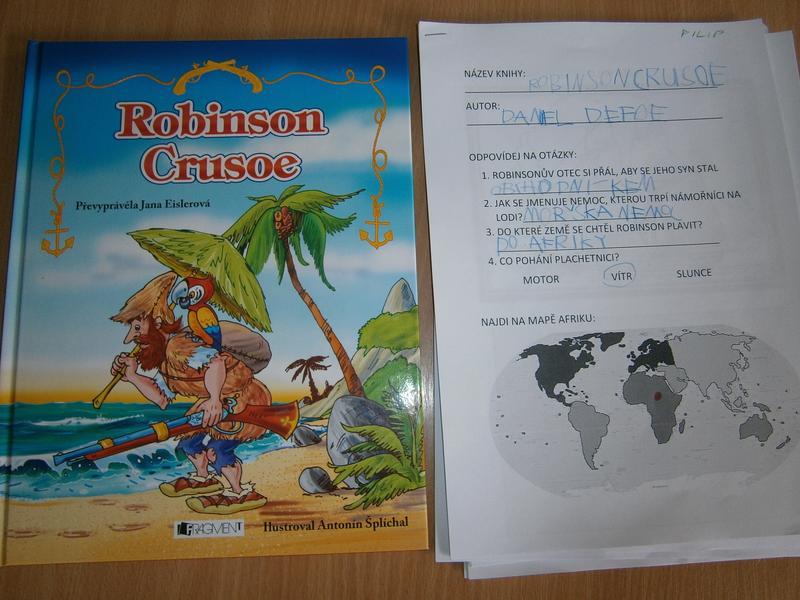 Robinson
Crusoe
Převyprávěla Jana Eislerová
FRAGMENT
Ilustroval Antonín Šplíchal
FILIP
NÁZEV KNIHY: ROBINSON CRUSOE
AUTOR: DANIEL DEFOE
ODPOVÍDEJ NA OTÁZKY:
1. ROBINSONŮV OTEC SI PŘÁL, ABY SE JEHO SYN STAL
OBCHODNÍKEM
2. JAK SE JMENUJE NEMOC, KTEROU TRPÍ NÁMOŘNÍCI NA
LODI? MOŘSKA NEMOC
3. DO KTERÉ ZEMĚ SE CHTĚL ROBINSON PLAVIT?
DO AFRIKY
4. CO POHÁNÍ PLACHETNICI?
MOTOR VÍTR SLUNCE
NAJDI NA MAPĚ AFRIKU: